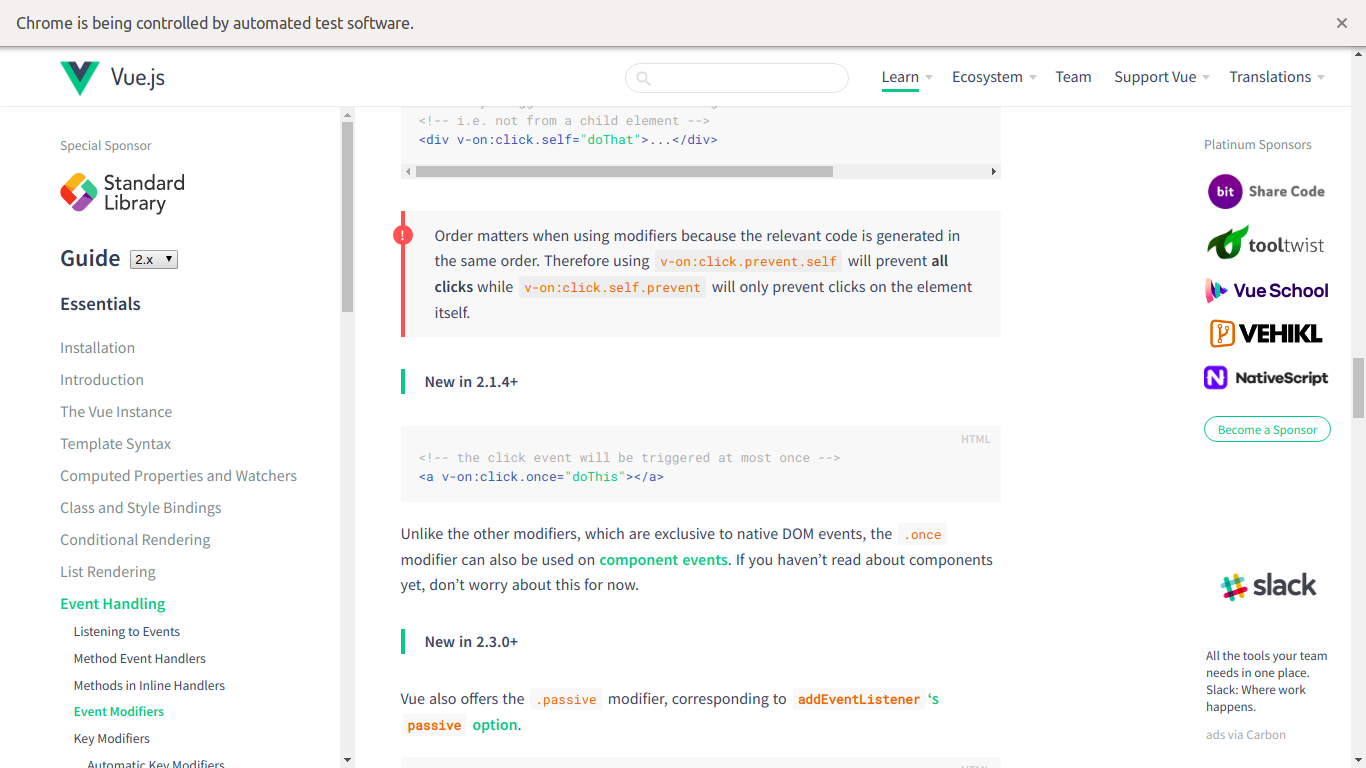 Chrome is being controlled by automated test software.
Vue.js
Learn
Ecosystem
Team
Support Vue
Translations
Special Sponsor
Standard
Library
Guide
2.x
Essentials
Installation
Introduction
The Vue Instance
Template Syntax
Computed Properties and Watchers
Class and Style Bindings
Conditional Rendering
List Rendering
Event Handling
Listening to Events
Method Event Handlers
Methods in Inline Handlers
Event Modifiers
Key Modifiers
Automatic Key Modifiers
<!-- i.e. not from a child element -->
<div v-on:click.self="doThat">...</div>
Order matters when using modifiers because the relevant code is generated in
the same order. Therefore using v-on:click.prevent.self will prevent all
clicks while v-on:click.self.prevent will only prevent clicks on the element
itself.
New in 2.1.4+
HTML
<!-- the click event will be triggered at most once -->
<a v-on:click.once="doThis"></a>
Unlike the other modifiers, which are exclusive to native DOM events, the .once
modifier can also be used on component events. If you haven’t read about components
yet, don’t worry about this for now.
New in 2.3.0+
Vue also offers the .passive modifier, corresponding to addEventListener‘s
passive option.
Platinum Sponsors
bit Share Code
tooltwist
Vue School
VEHIKL
NativeScript
Become a Sponsor
slack
All the tools your team
needs in one place.
Slack: Where work
happens.
ads via Carbon